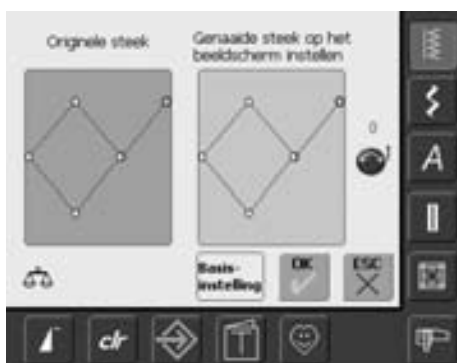 Originele steek
Genaaide steek op het
beeldscherm instellen
0
Basis-
instelling
OK
ESC
A
clr